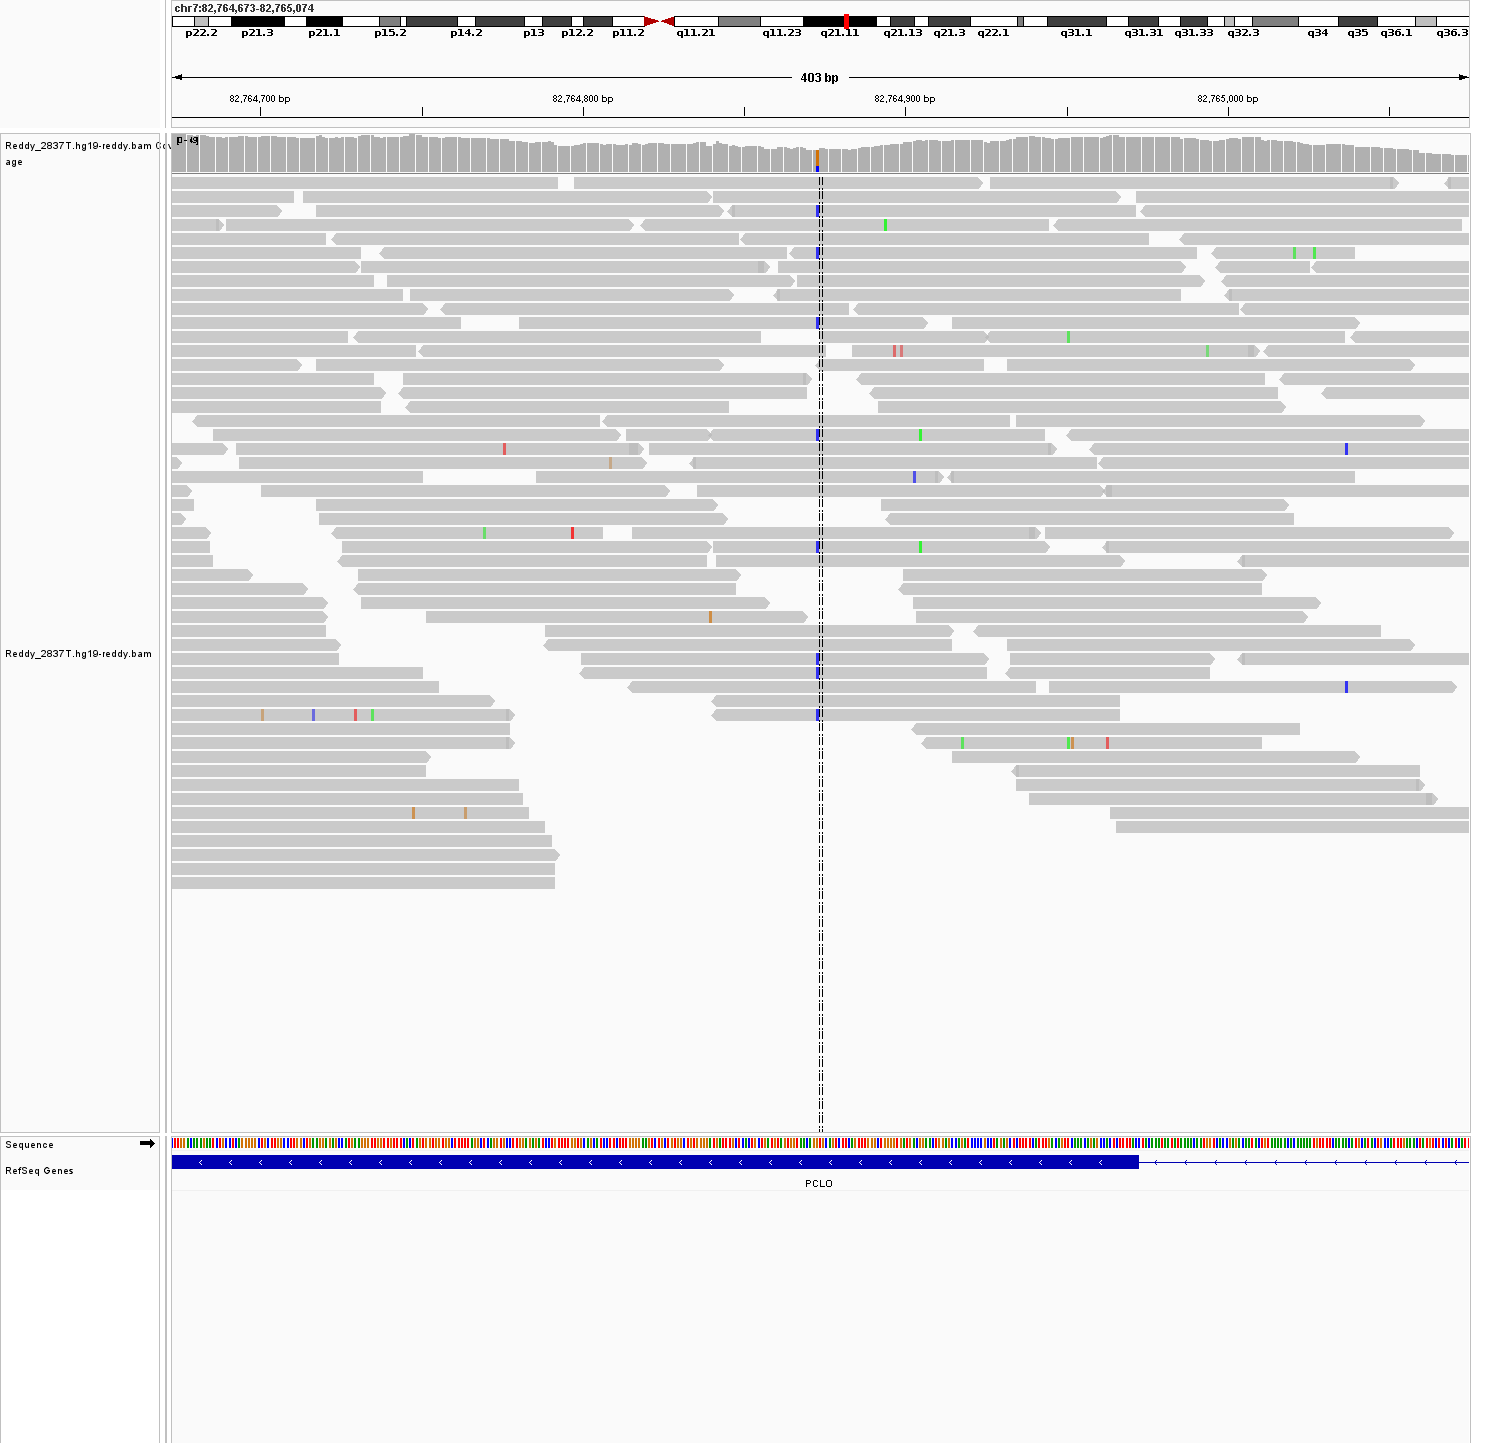 chr7:82,764,673-82,765,074
p22.2 p21.3 p21.1 p15.2 p14.2 p13 p12.2 p11.2 q11.21 q11.23 q21.11 q21.13 q21.3 q22.1 q31.1 q31.31 q31.33 q32.3 q34 q35 q36.1 q36.3
403 bp
82,764,700 bp 82,764,800 bp 82,764,900 bp 82,765,000 bp
Reddy_2837T.hg19-reddy.bam Cov
age
Reddy_2837T.hg19-reddy.bam
Sequence
RefSeq Genes
PCLO